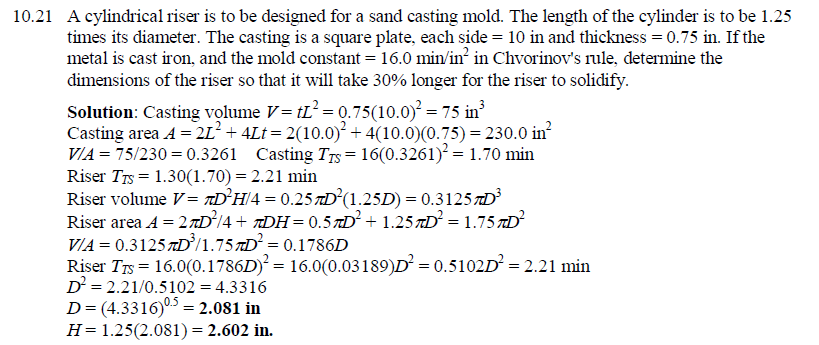 10.21 A cylindrical riser is to be designed for a sand casting mold. The length of the cylinder is to be 1.25
times its diameter. The casting is a square plate, each side = 10 in and thickness = 0.75 in. If the
metal is cast iron, and the mold constant = 16.0 min/in² in Chvorinov's rule, determine the
dimensions of the riser so that it will take 30% longer for the riser to solidify.
Solution: Casting volume V = tL² = 0.75(10.0)² = 75 in³
Casting area A = 2L² + 4Lt = 2(10.0)² + 4(10.0)(0.75) = 230.0 in²
V/A = 75/230 = 0.3261 Casting TTS = 16(0.3261)² = 1.70 min
Riser TTS = 1.30(1.70) = 2.21 min
Riser volume V = πD²H/4 = 0.25πD²(1.25D) = 0.3125πD³
Riser area A = 2πD²/4 + πDH = 0.5πD² + 1.25πD² = 1.75πD²
V/A = 0.3125πD³/1.75πD² = 0.1786D
Riser TTS = 16.0(0.1786D)² = 16.0(0.03189)D² = 0.5102D² = 2.21 min
D² = 2.21/0.5102 = 4.3316
D = (4.3316)⁰·⁵ = 2.081 in
H = 1.25(2.081) = 2.602 in.